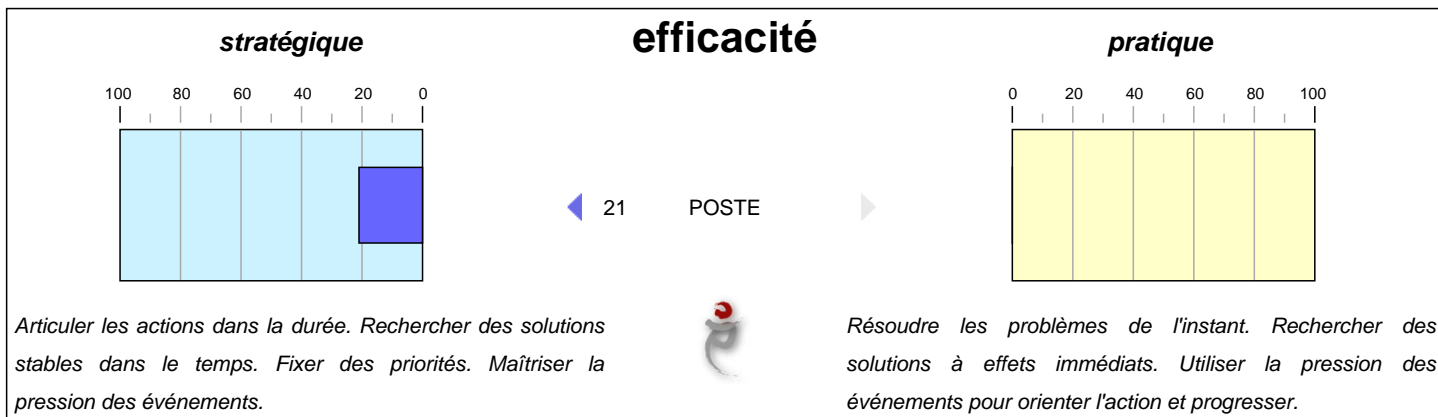 efficacité
stratégique
100 80 60 40 20 0
21 POSTE
Articuler les actions dans la durée. Rechercher des solutions
stables dans le temps. Fixer des priorités. Maîtriser la
pression des événements.
pratique
0 20 40 60 80 100
Résoudre les problèmes de l'instant. Rechercher des
solutions à effets immédiats. Utiliser la pression des
événements pour orienter l'action et progresser.